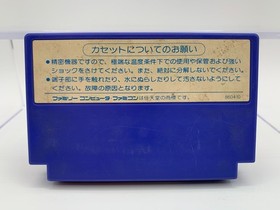 カセットについてのお願い
●精密機器ですので、極端な温度条件下での使用や保管および強い
ショックをさけてください。また、絶対に分解しないでください。
●端子部に手を触れたり、水にぬらしたりして汚さないようにしてく
ださい。故障の原因となります。
ファミリー コンピュータ・ファミコンは任天堂の商標です。